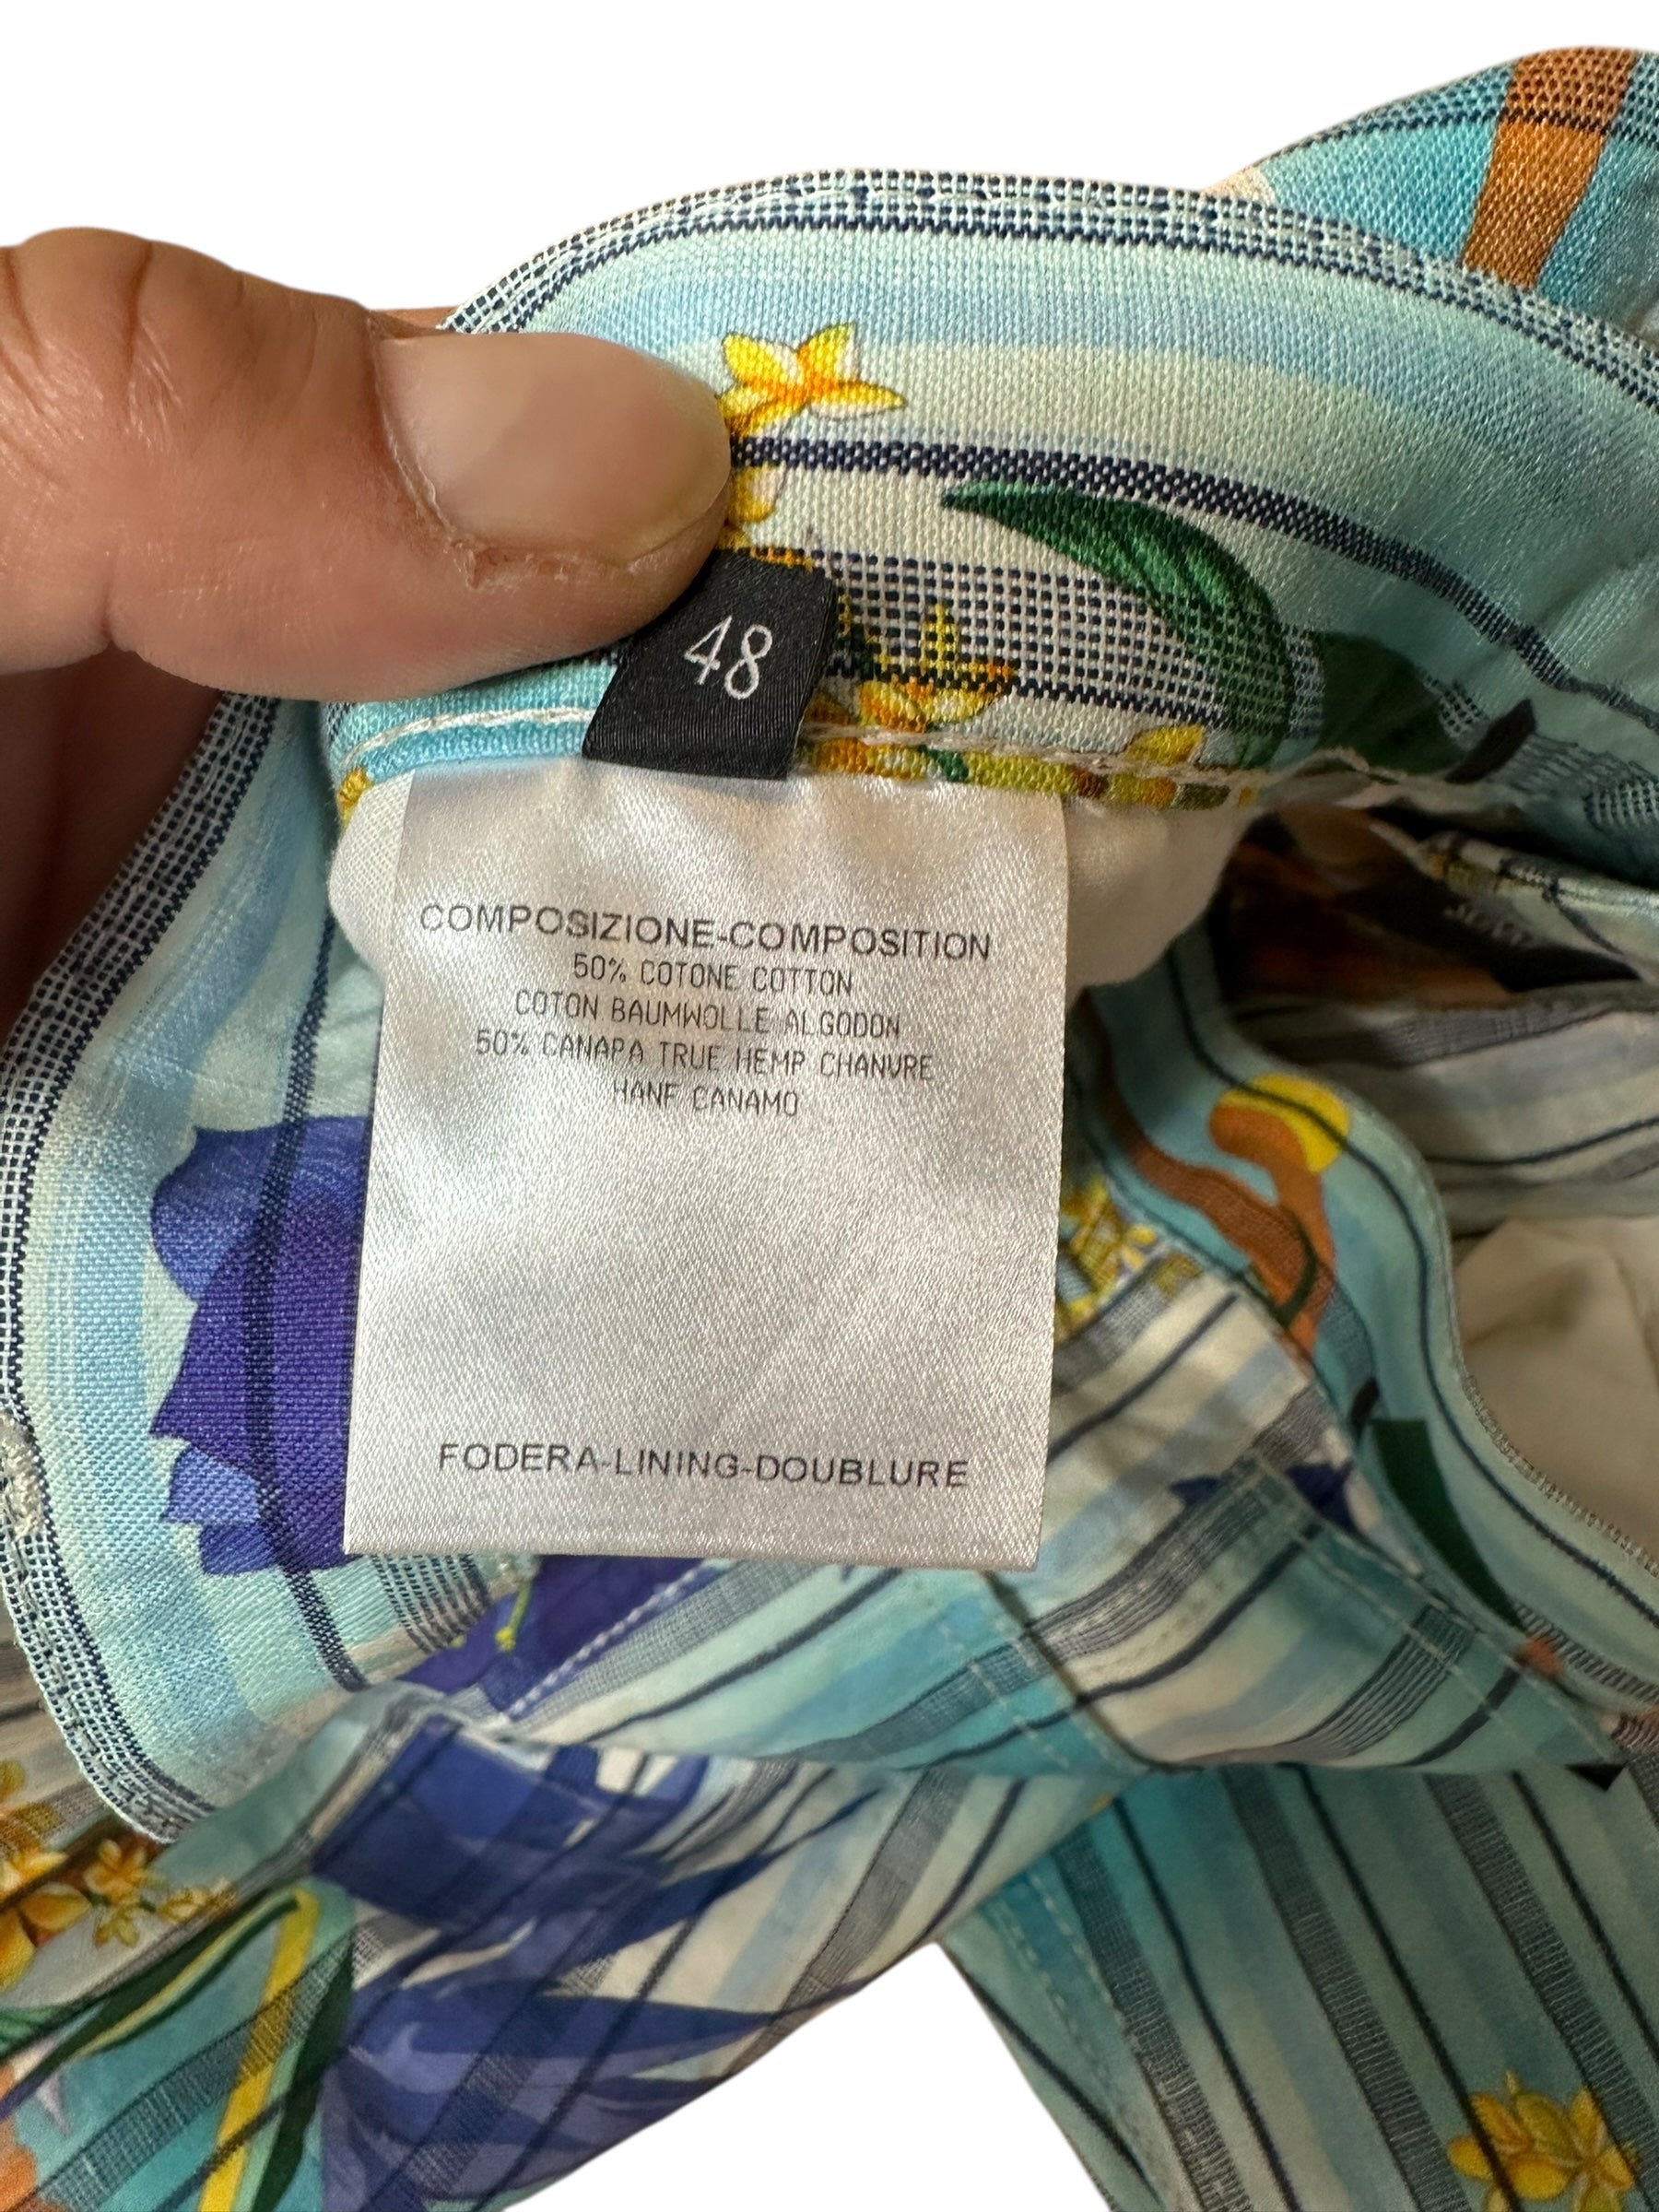 48
COMPOSIZIONE-COMPOSITION
50% COTONE COTTON
COTON BAUMWOLLE ALGODON
50% CANAPA TRUE HEMP CHANVRE
HANF CANAMO
FODERA-LINING-DOUBLURE